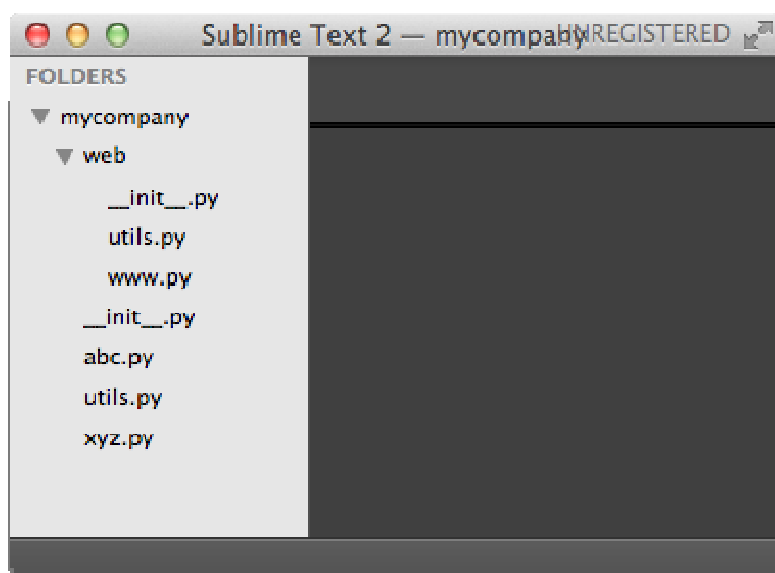 Sublime Text 2 — mycompany UNREGISTERED
FOLDERS
mycompany
web
__init__.py
utils.py
www.py
__init__.py
abc.py
utils.py
xyz.py